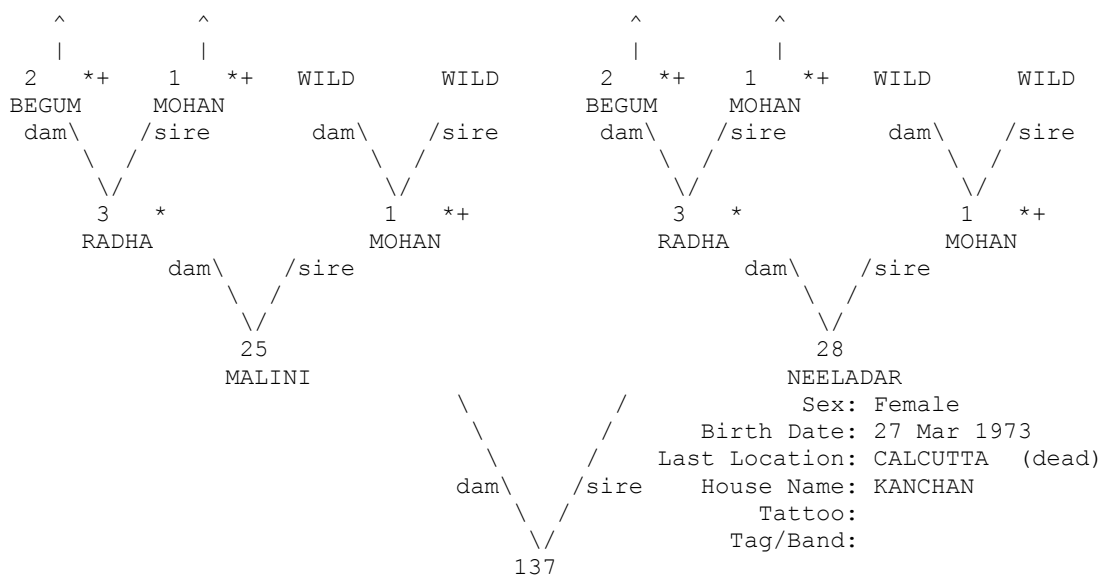 ^ ^ ^ ^
| | | |
2 *+ 1 *+ WILD WILD 2 *+ 1 *+ WILD WILD
BEGUM MOHAN BEGUM MOHAN
dam\ /sire dam\ /sire dam\ /sire dam\ /sire
\ / \ / \ / \ /
\/ \/ \/ \/
3 * 1 *+ 3 * 1 *+
RADHA MOHAN RADHA MOHAN
dam\ /sire dam\ /sire
\ / \ /
\/ \/
25 28
MALINI NEELADAR
\ / Sex: Female
\ / Birth Date: 27 Mar 1973
\ / Last Location: CALCUTTA (dead)
dam\ /sire House Name: KANCHAN
\ / Tattoo:
\/ Tag/Band:
137